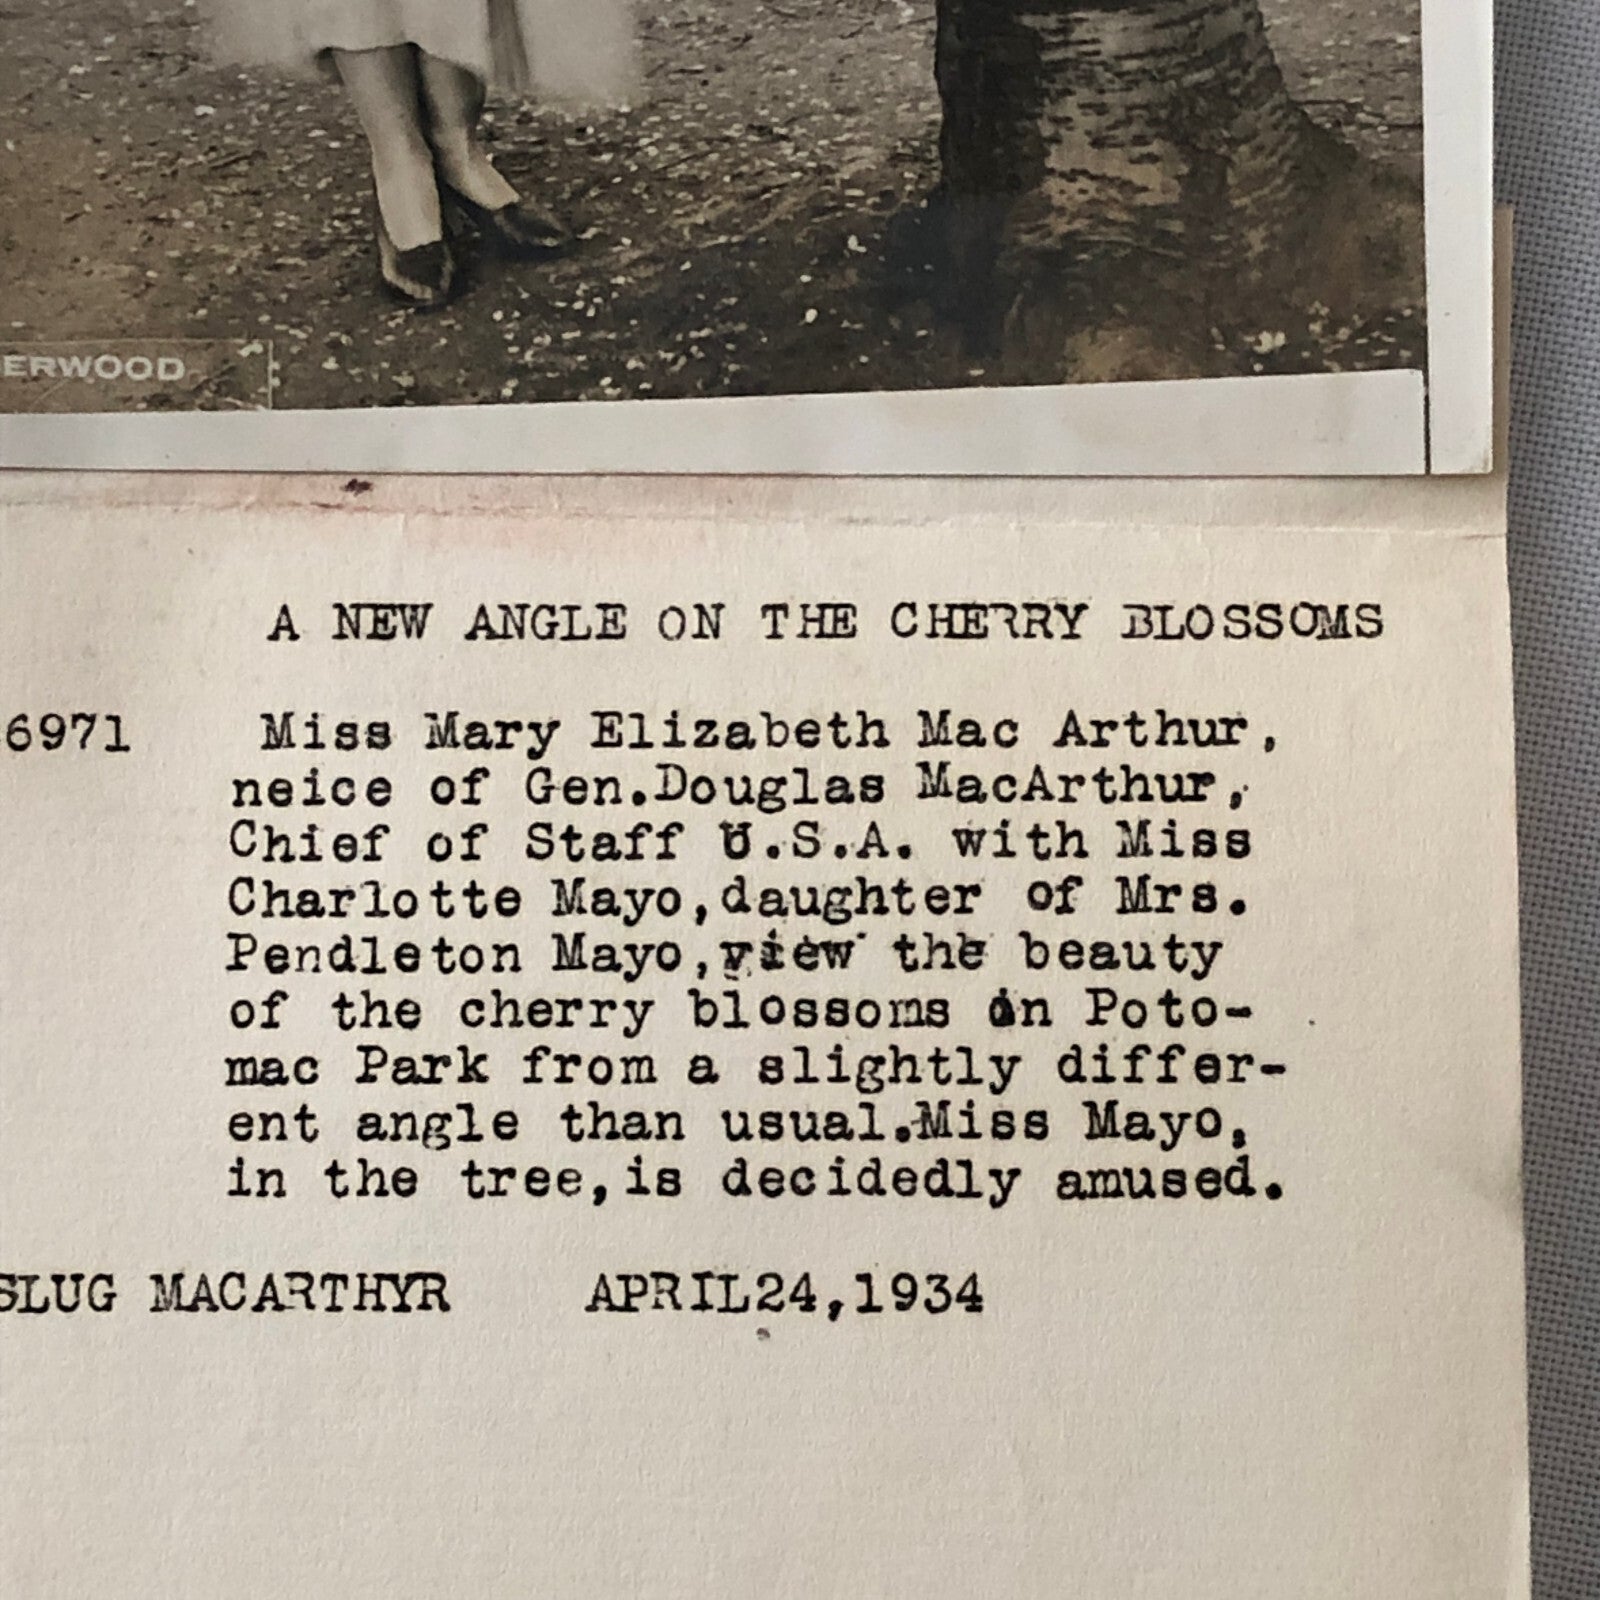 ERWOOD
A NEW ANGLE ON THE CHERRY BLOSSOMS
6971 Miss Mary Elizabeth Mac Arthur,
neice of Gen.Douglas MacArthur,
Chief of Staff U.S.A. with Miss
Charlotte Mayo,daughter of Mrs.
Pendleton Mayo,view the beauty
of the cherry blossoms in Poto-
mac Park from a slightly differ-
ent angle than usual.Miss Mayo,
in the tree,is decidedly amused.
SLUG MACARTHYR APRIL24,1934